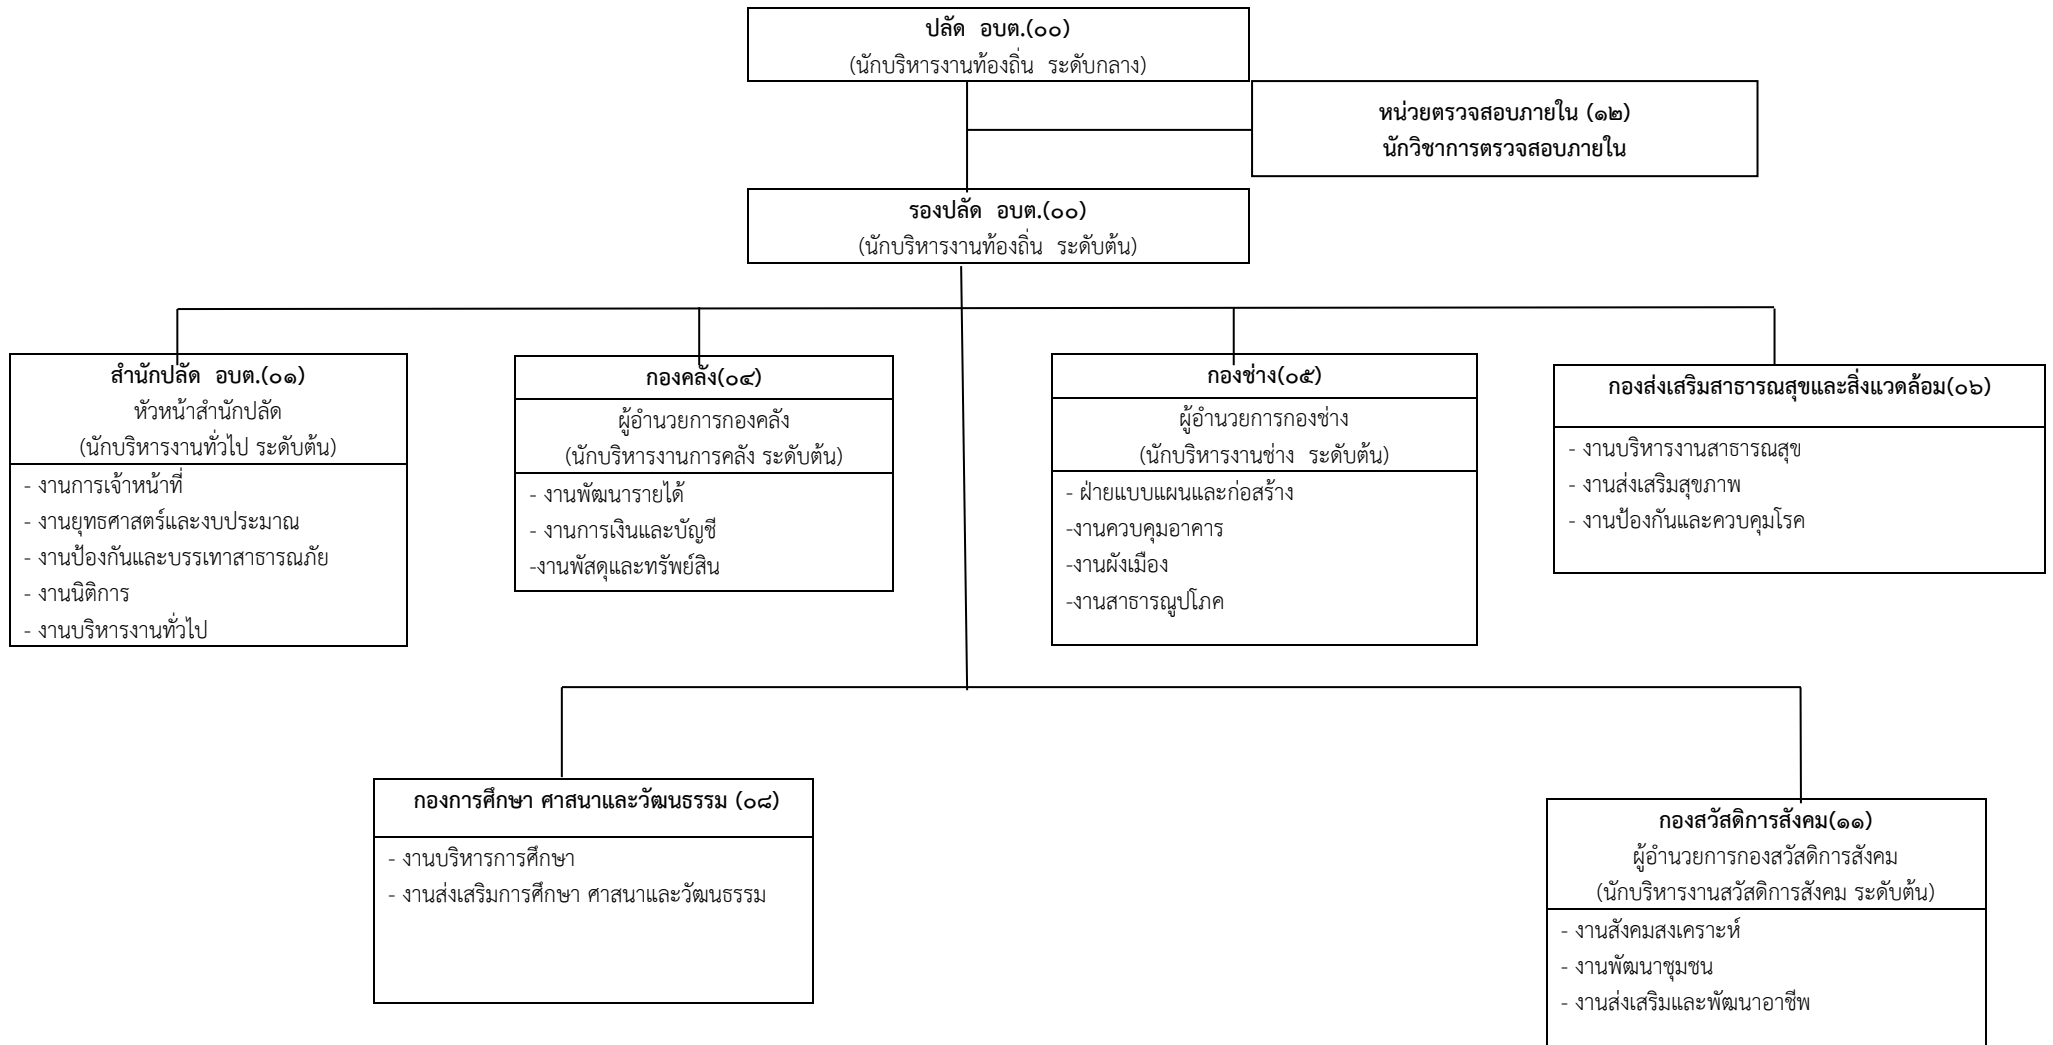 ปลัด  อบต.(๐๐)
(นักบริหารงานท้องถิ่น  ระดับกลาง)
หน่วยตรวจสอบภายใน (๑๒)
นักวิชาการตรวจสอบภายใน
รองปลัด  อบต.(๐๐)
(นักบริหารงานท้องถิ่น  ระดับต้น)
สำนักปลัด  อบต.(๐๑)
หัวหน้าสำนักปลัด
(นักบริหารงานทั่วไป ระดับต้น)
- งานการเจ้าหน้าที่
- งานยุทธศาสตร์และงบประมาณ
- งานป้องกันและบรรเทาสาธารณภัย
- งานนิติการ
- งานบริหารงานทั่วไป
กองคลัง(๐๔)
ผู้อำนวยการกองคลัง
(นักบริหารงานการคลัง ระดับต้น)
- งานพัฒนารายได้
- งานการเงินและบัญชี
-งานพัสดุและทรัพย์สิน
กองช่าง(๐๕)
ผู้อำนวยการกองช่าง
(นักบริหารงานช่าง  ระดับต้น)
- ฝ่ายแบบแผนและก่อสร้าง
-งานควบคุมอาคาร
-งานผังเมือง
-งานสาธารณูปโภค
กองส่งเสริมสาธารณสุขและสิ่งแวดล้อม(๐๖)
- งานบริหารงานสาธารณสุข
- งานส่งเสริมสุขภาพ
- งานป้องกันและควบคุมโรค
กองการศึกษา ศาสนาและวัฒนธรรม (๐๘)
- งานบริหารการศึกษา
- งานส่งเสริมการศึกษา ศาสนาและวัฒนธรรม
กองสวัสดิการสังคม(๑๑)
ผู้อำนวยการกองสวัสดิการสังคม
(นักบริหารงานสวัสดิการสังคม ระดับต้น)
- งานสังคมสงเคราะห์
- งานพัฒนาชุมชน
- งานส่งเสริมและพัฒนาอาชีพ